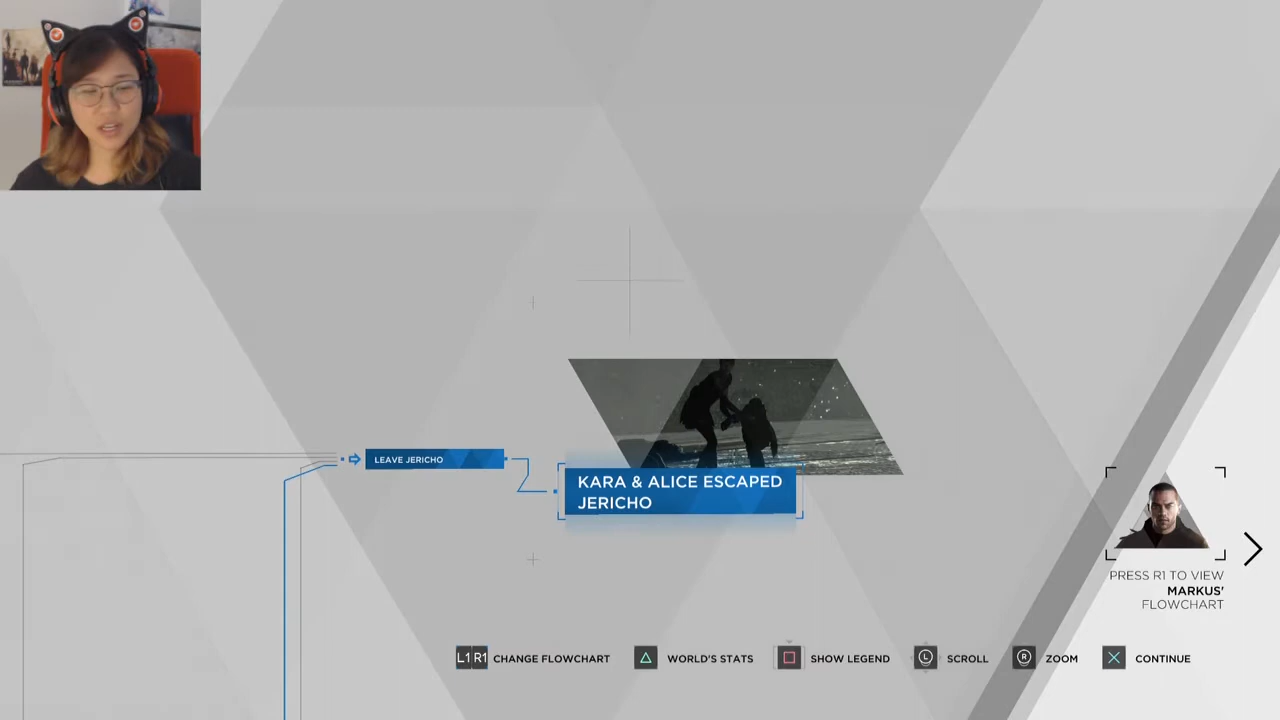 LEAVE JERICHO
KARA & ALICE ESCAPED
JERICHO
PRESS R1 TO VIEW
MARKUS'
FLOWCHART
L1 R1 CHANGE FLOWCHART
WORLD'S STATS
SHOW LEGEND
L SCROLL
R ZOOM
CONTINUE